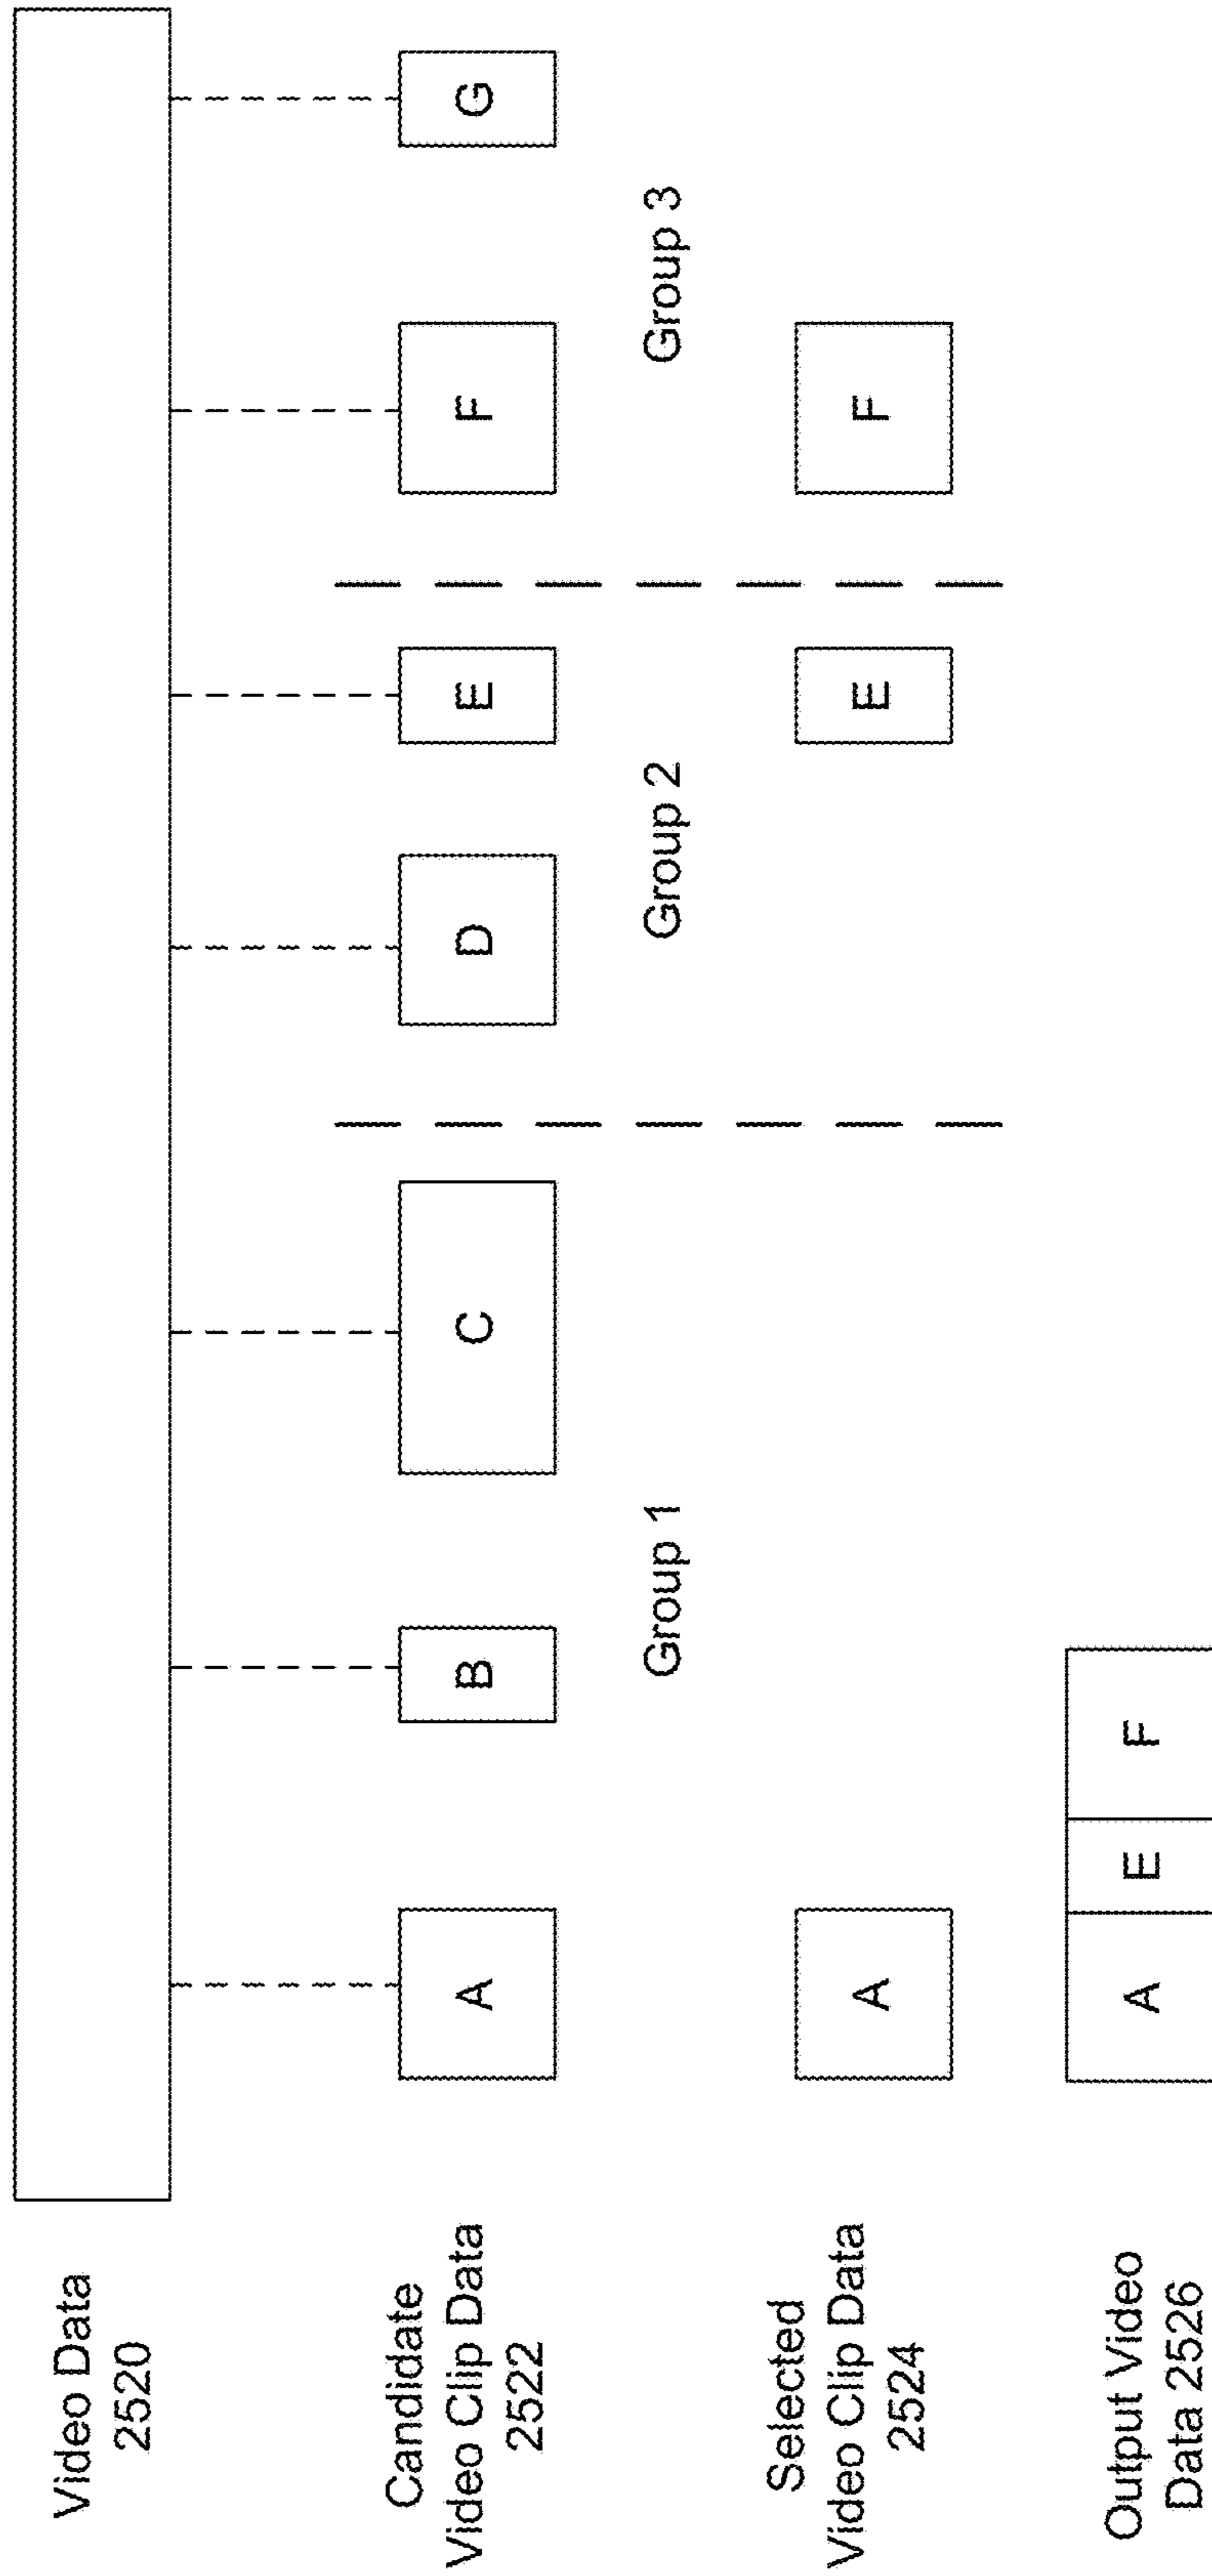 Video Data
2520
Candidate
Video Clip Data
2522
A
B
C
D
E
F
G
Group 1
Group 2
Group 3
Selected
Video Clip Data
2524
A
E
F
Output Video
Data 2526
A
E
F